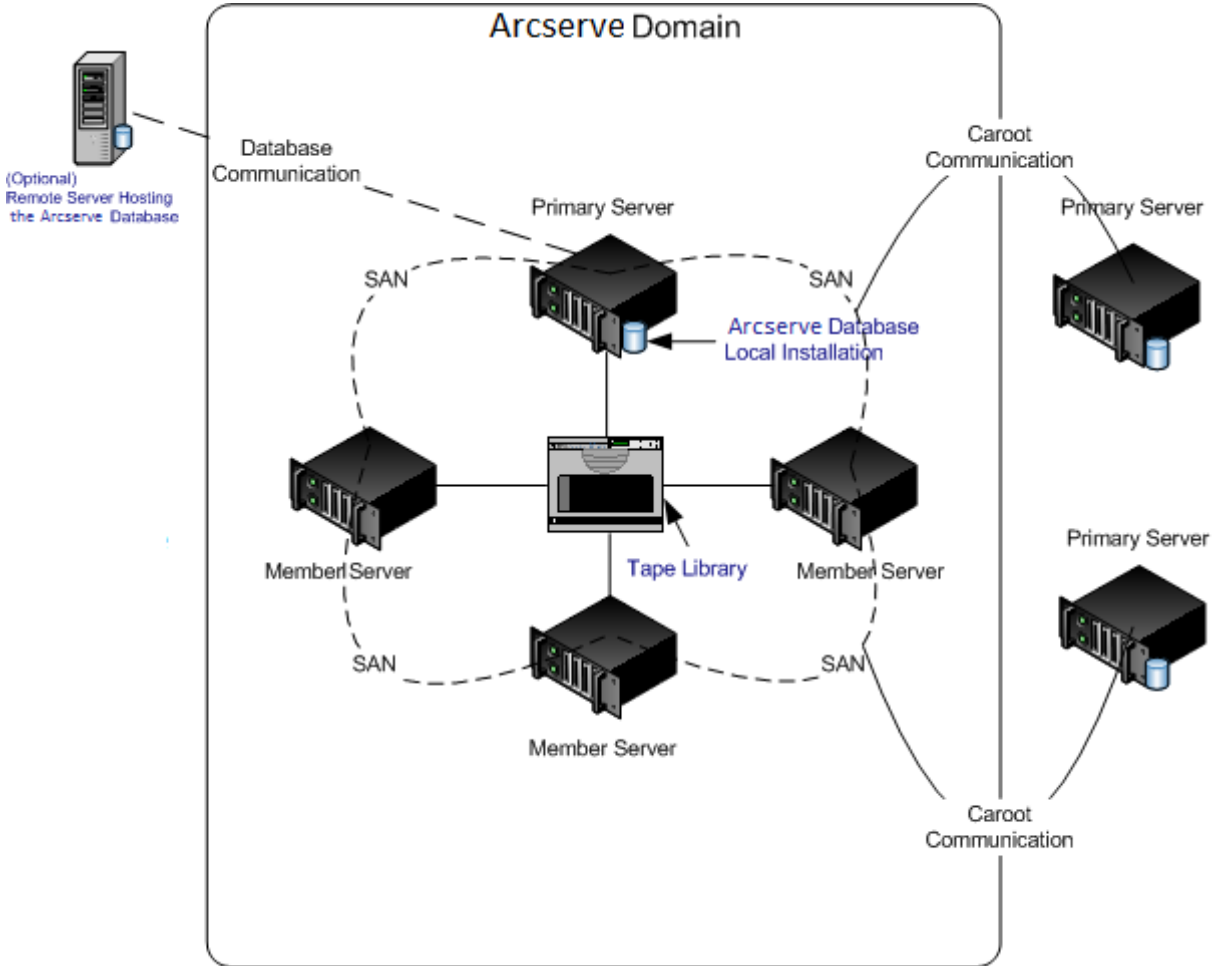 Arcserve Domain
(Optional)
Remote Server Hosting
the Arcserve Database
Database
Communication
Caroot
Communication
Primary Server
Primary Server
SAN
SAN
Arcserve Database
Local Installation
Member Server
Tape Library
Member Server
Primary Server
SAN
SAN
Member Server
Caroot
Communication